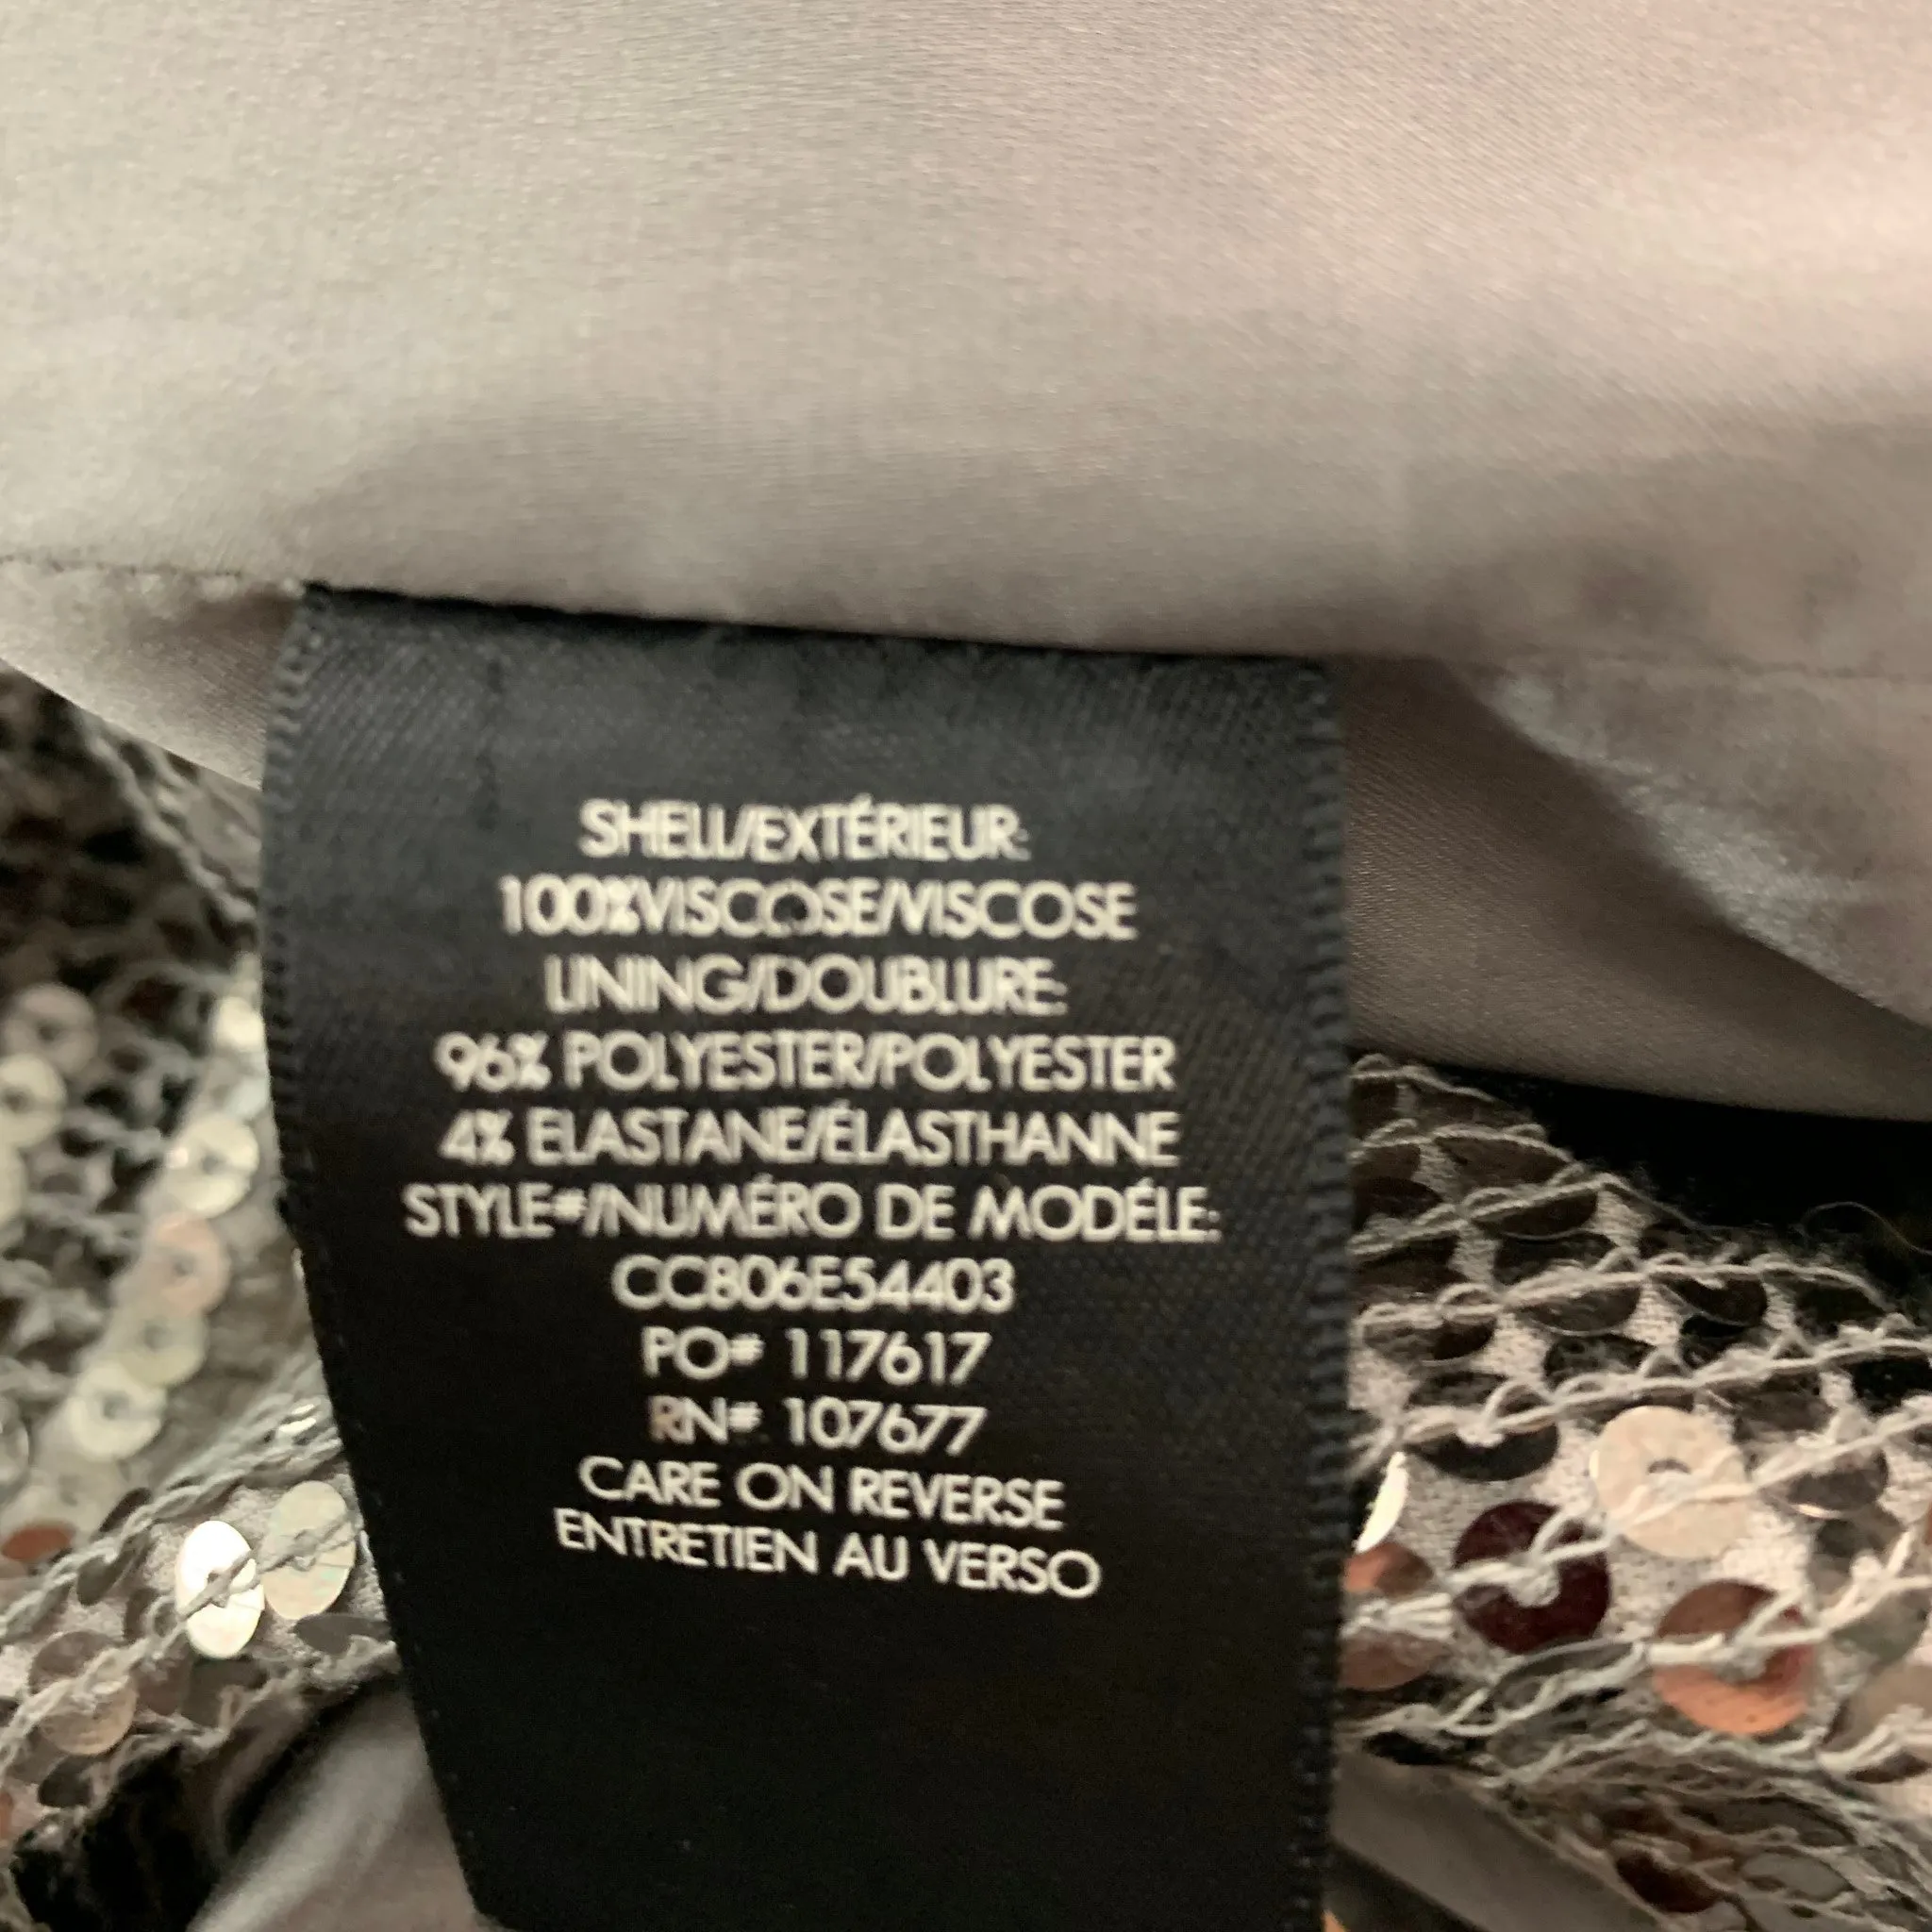 SHELL/EXTÉRIEUR:
100%VISCOSE/VISCOSE
LINING/DOUBLURE:
96% POLYESTER/POLYESTER
4% ELASTANE/ÉLASTHANNE
STYLE#/NUMÉRO DE MODÉLE:
CC806E54403
PO# 117617
RN# 107677
CARE ON REVERSE
ENTRETIEN AU VERSO